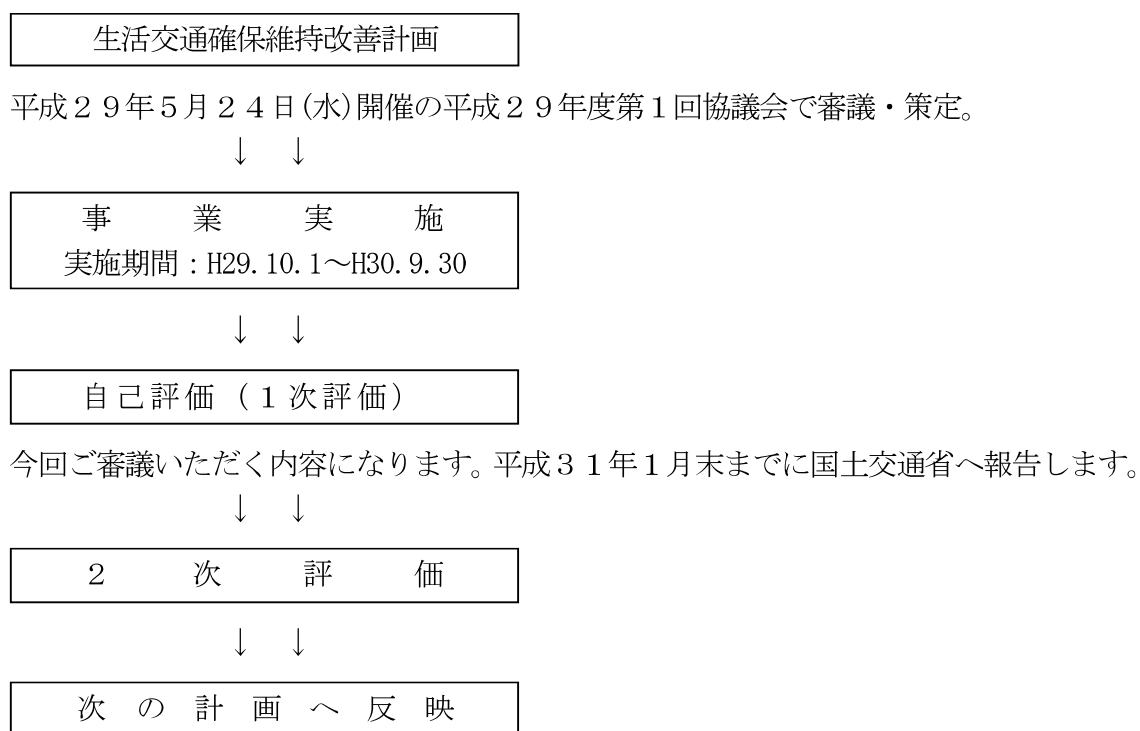 生活交通確保維持改善計画
平成２９年５月２４日(水)開催の平成２９年度第１回協議会で審議・策定。
↓ ↓
事業実施
実施期間：H29.10.1～H30.9.30
↓ ↓
自己評価（１次評価）
今回ご審議いただく内容になります。平成３１年１月末までに国土交通省へ報告します。
↓ ↓
２次評価
↓ ↓
次の計画へ反映